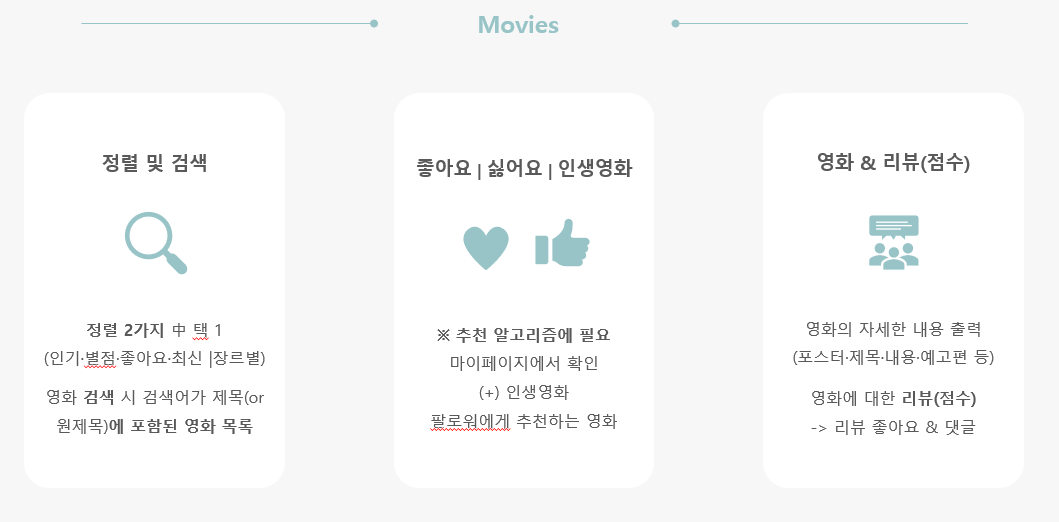 Movies
정렬 및 검색
정렬 2가지 中 택 1
(인기·별점·좋아요·최신 |장르별)
영화 검색 시 검색어가 제목(or
원제목)에 포함된 영화 목록
좋아요 | 싫어요 | 인생영화
※ 추천 알고리즘에 필요
마이페이지에서 확인
(+) 인생영화
팔로워에게 추천하는 영화
영화 & 리뷰(점수)
영화의 자세한 내용 출력
(포스터·제목·내용·예고편 등)
영화에 대한 리뷰(점수)
-> 리뷰 좋아요 & 댓글